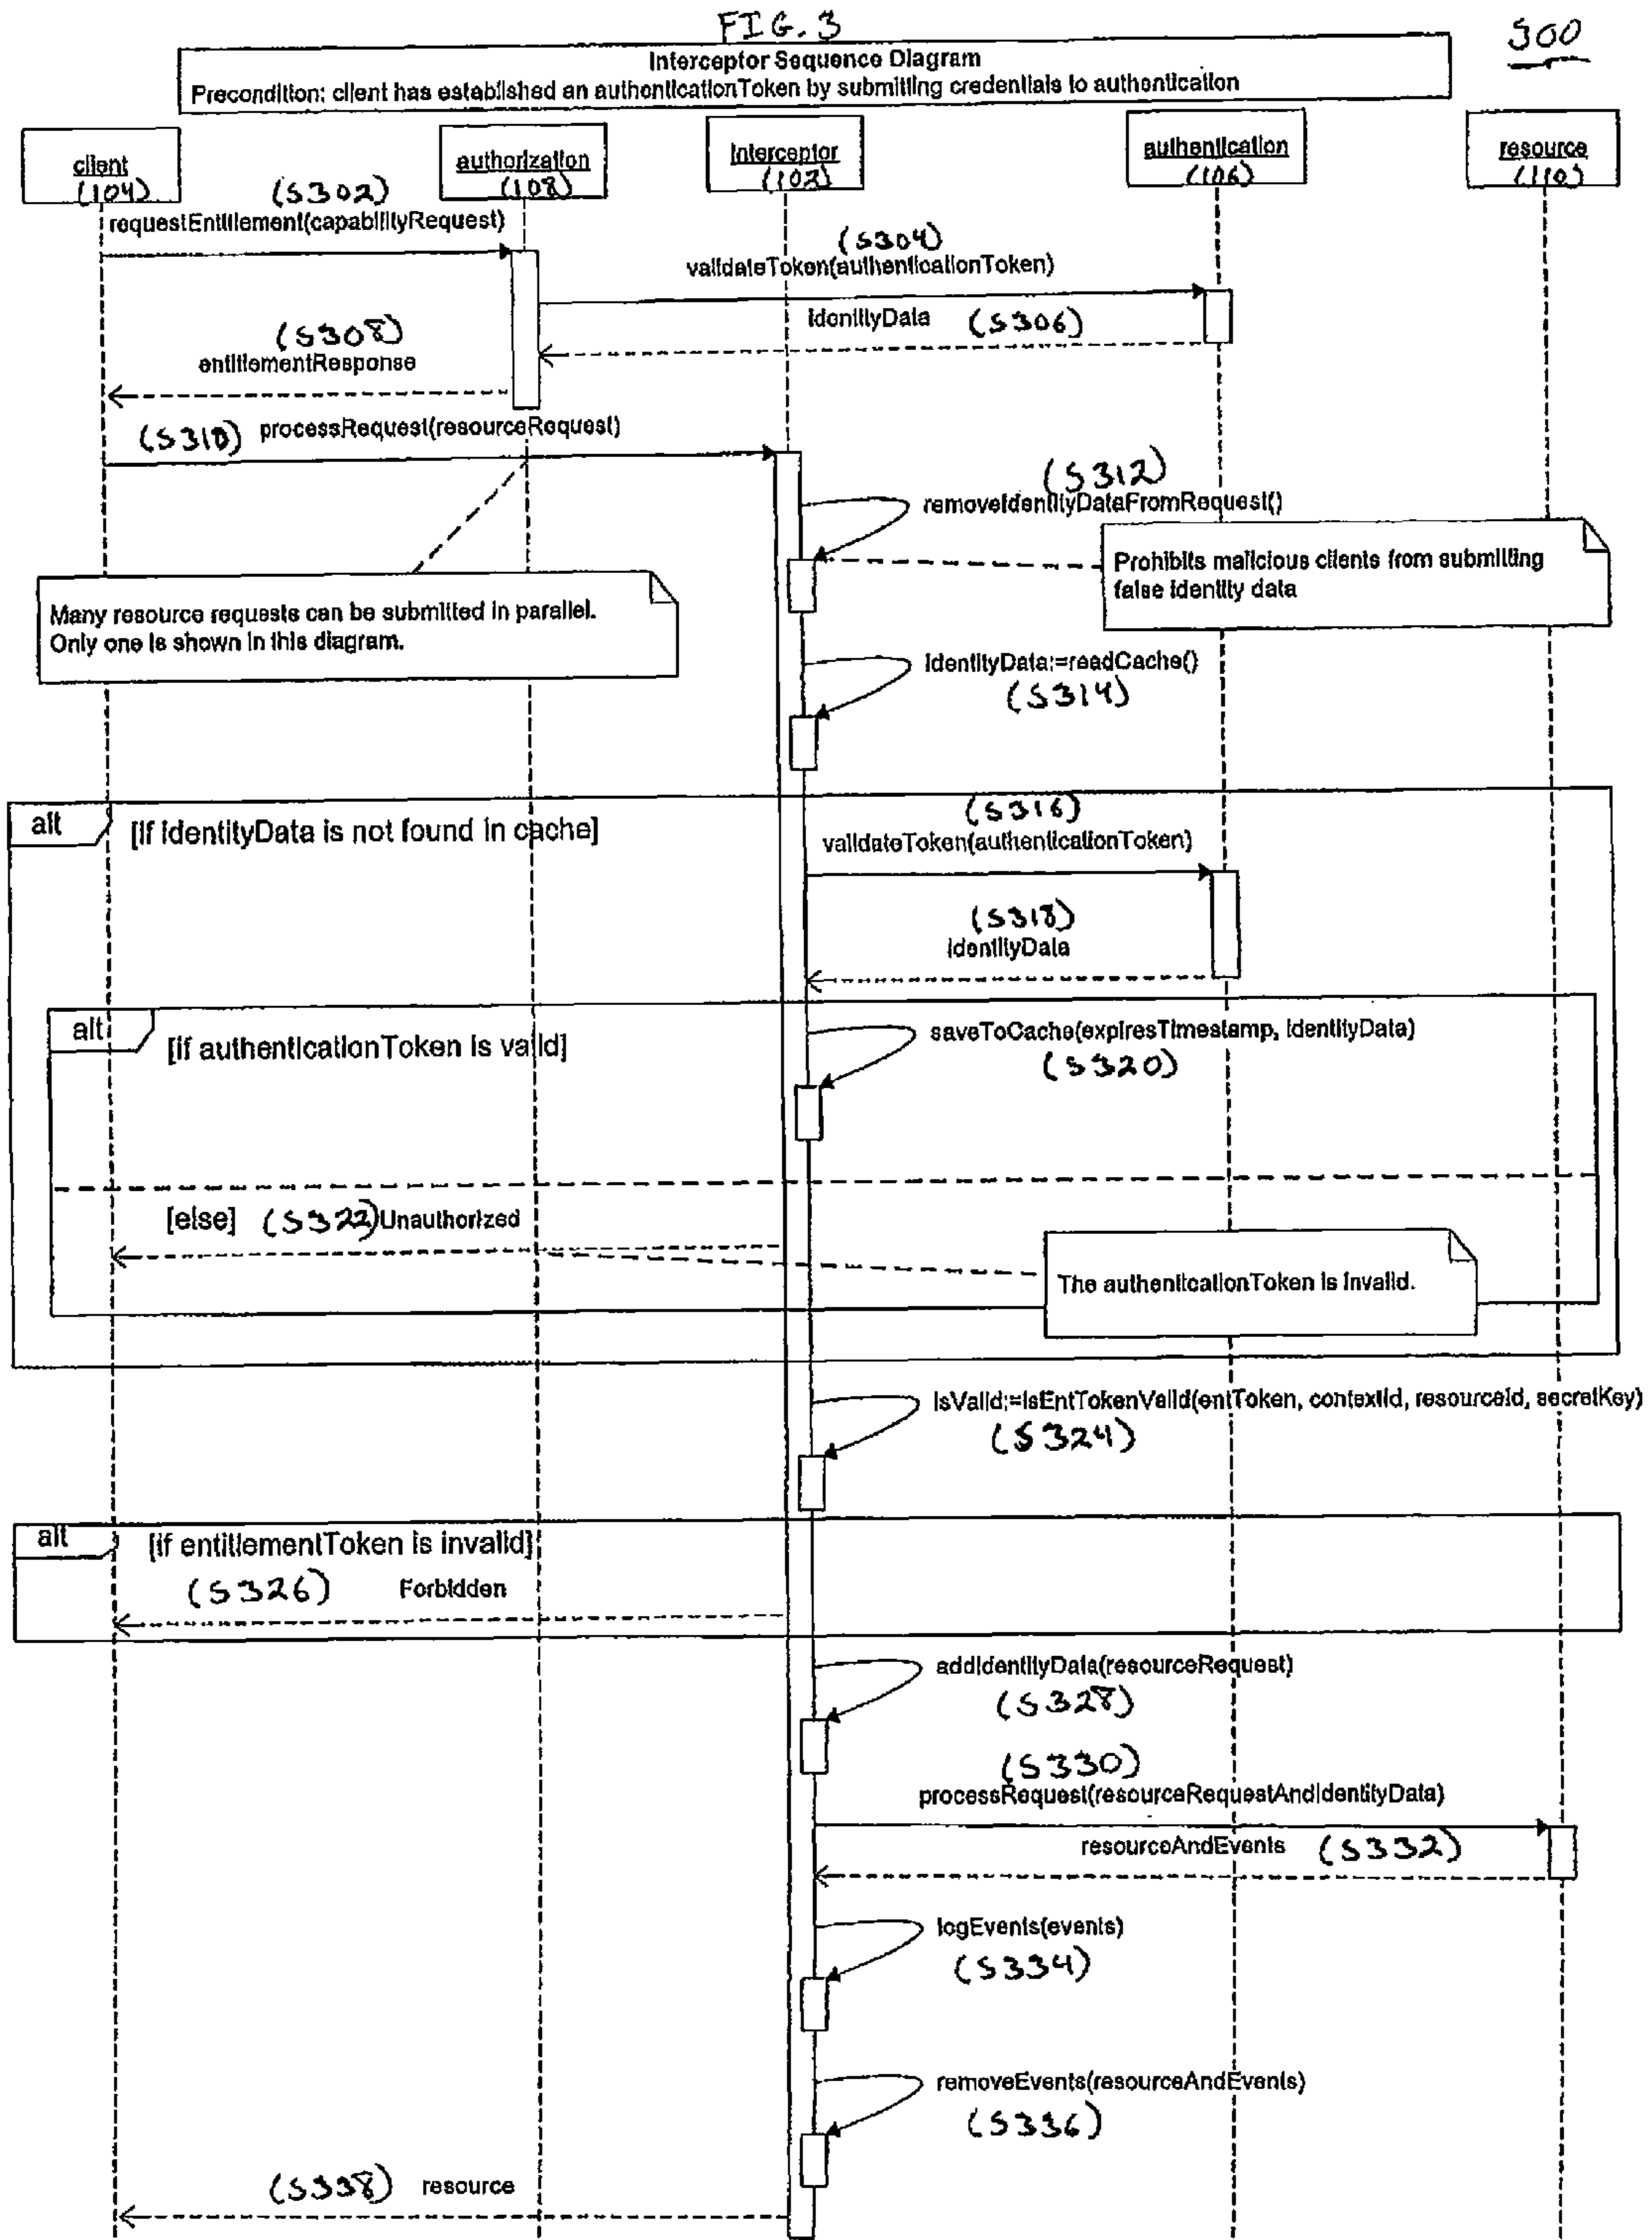 FIG. 3
300
Interceptor Sequence Diagram
Precondition: client has established an authenticationToken by submitting credentials to authentication
client
(104)
authorization
(108)
Interceptor
(102)
authentication
(106)
resource
(110)
(S302)
requestEntitlement(capabilityRequest)
(S304)
validateToken(authenticationToken)
identityData (S306)
(S308)
entitlementResponse
(S310) processRequest(resourceRequest)
(S312)
removeIdentityDataFromRequest()
Prohibits malicious clients from submitting
false identity data
Many resource requests can be submitted in parallel.
Only one is shown in this diagram.
identityData:=readCache()
(S314)
alt
[if identityData is not found in cache]
(S316)
validateToken(authenticationToken)
(S318)
identityData
alt
[if authenticationToken is valid]
saveToCache(expiresTimestamp, identityData)
(S320)
[else] (S322) Unauthorized
The authenticationToken is invalid.
isValid:=isEntTokenValid(entToken, contextId, resourceId, secretKey)
(S324)
alt
[if entitlementToken is invalid]
(S326) Forbidden
addIdentityData(resourceRequest)
(S328)
(S330)
processRequest(resourceRequestAndIdentityData)
resourceAndEvents (S332)
logEvents(events)
(S334)
removeEvents(resourceAndEvents)
(S336)
(S338) resource